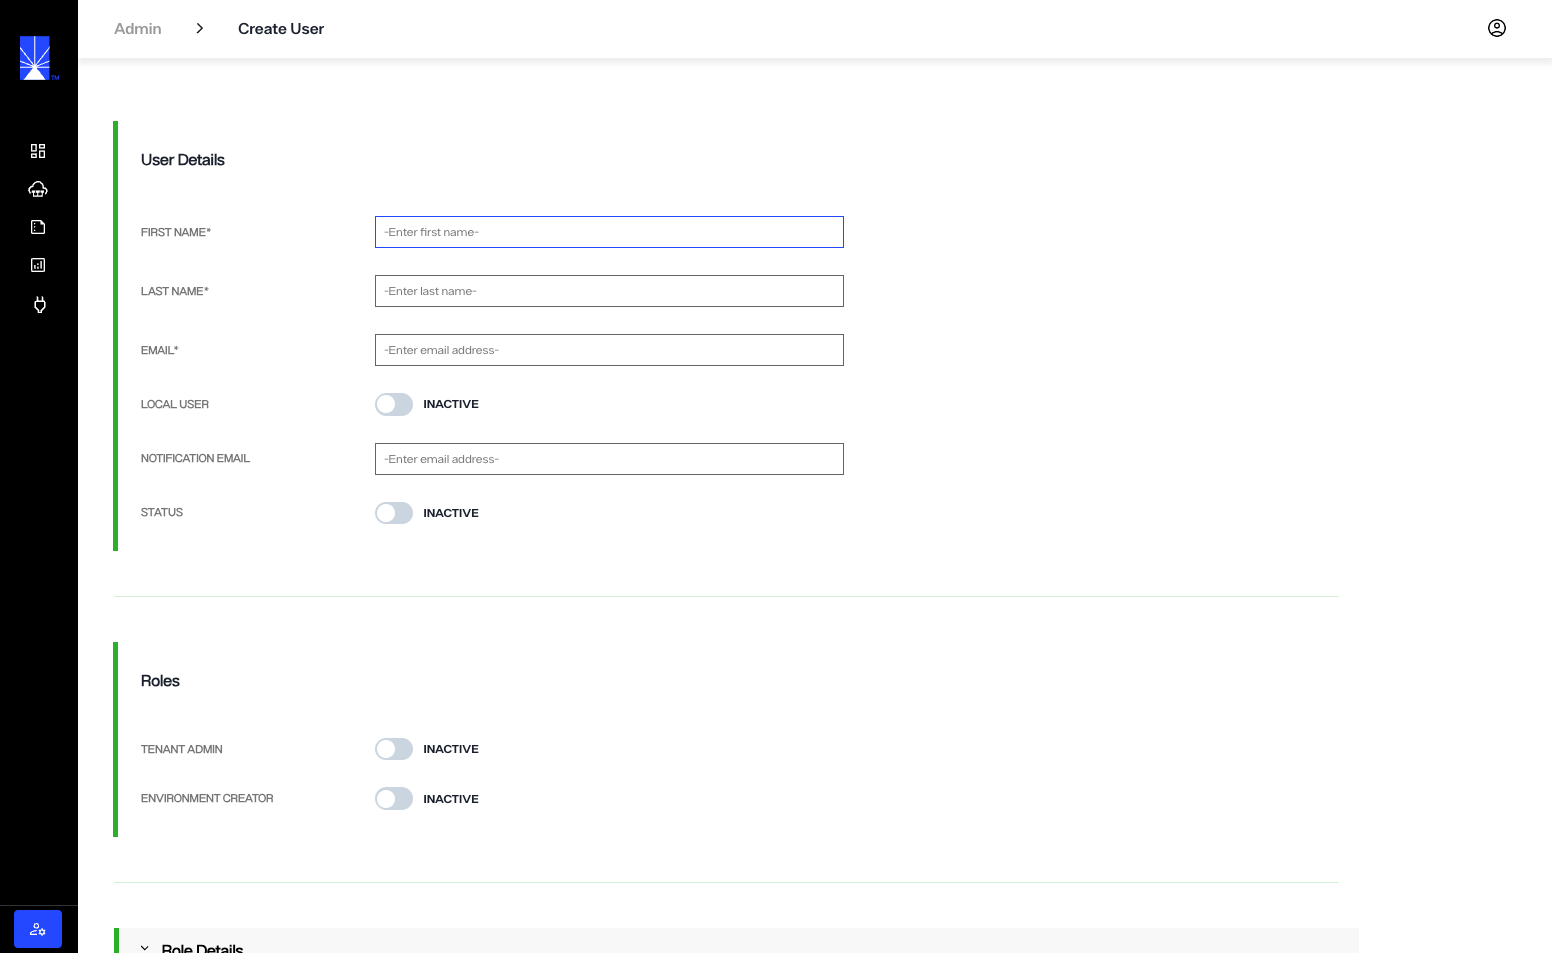 Admin
Create User
TM
User Details
FIRST NAME*
-Enter first name-
LAST NAME*
-Enter last name-
EMAIL*
-Enter email address-
LOCAL USER
INACTIVE
NOTIFICATION EMAIL
-Enter email address-
STATUS
INACTIVE
Roles
TENANT ADMIN
INACTIVE
ENVIRONMENT CREATOR
INACTIVE
Role Details